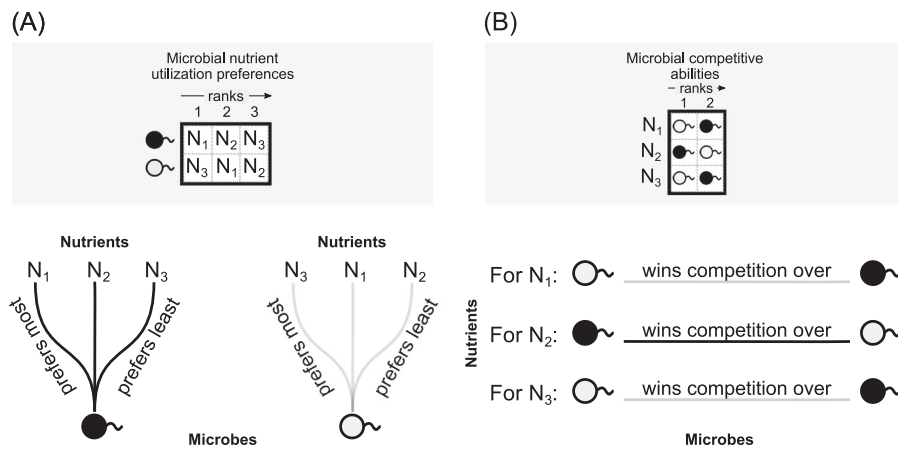 (A)
Microbial nutrient
utilization preferences
ranks
1 2 3
N₁ N₂ N₃
N₃ N₁ N₂
Nutrients
N₁ N₂ N₃
prefers most
prefers least
Nutrients
N₃ N₁ N₂
prefers most
prefers least
Microbes
(B)
Microbial competitive
abilities
ranks
1 2
N₁
N₂
N₃
Nutrients
For N₁: wins competition over
For N₂: wins competition over
For N₃: wins competition over
Microbes